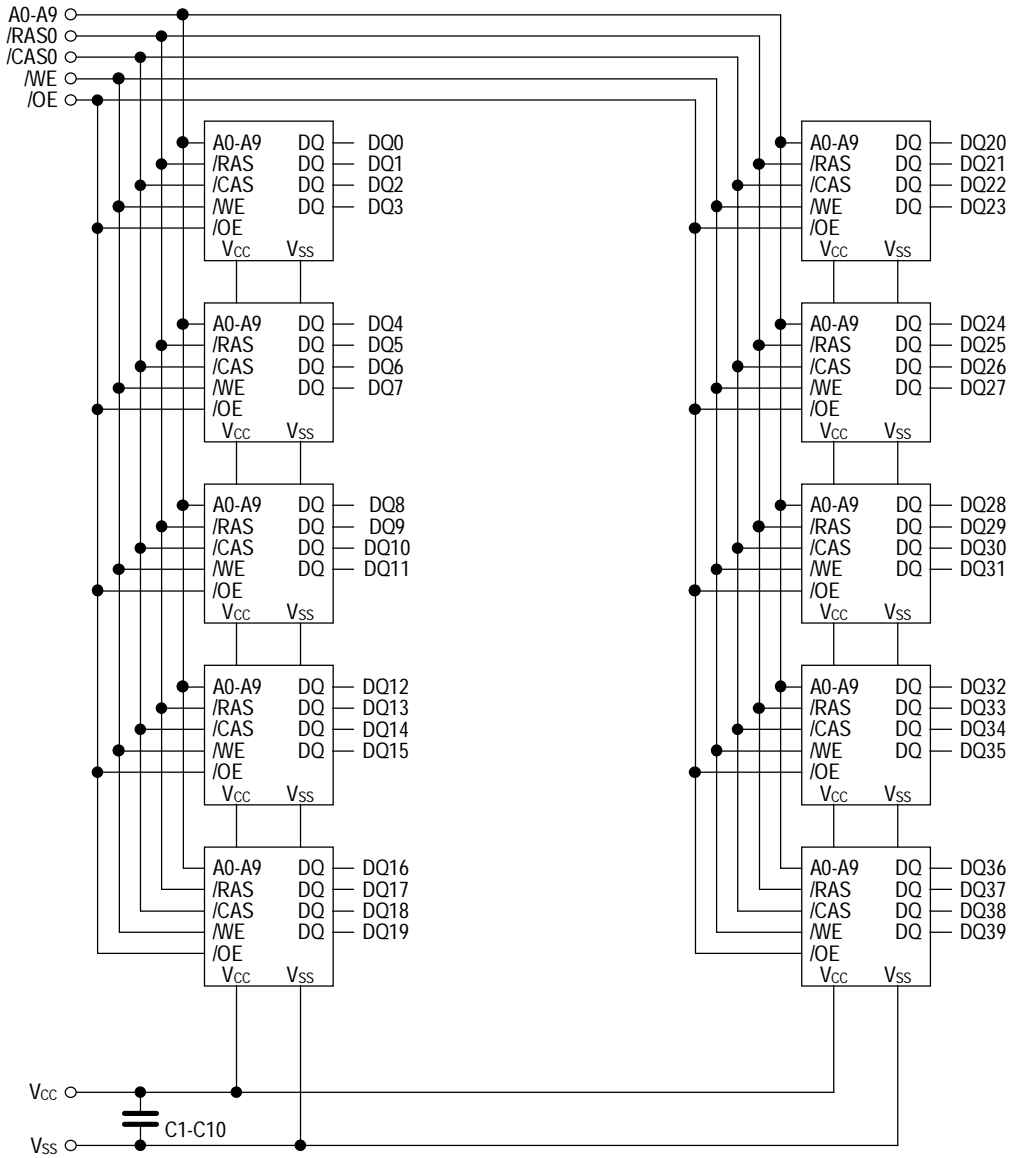 A0-A9
/RAS0
/CAS0
/WE
/OE
A0-A9 DQ DQ0
/RAS DQ DQ1
/CAS DQ DQ2
/WE DQ DQ3
/OE
VCC VSS
A0-A9 DQ DQ20
/RAS DQ DQ21
/CAS DQ DQ22
/WE DQ DQ23
/OE
VCC VSS
A0-A9 DQ DQ4
/RAS DQ DQ5
/CAS DQ DQ6
/WE DQ DQ7
/OE
VCC VSS
A0-A9 DQ DQ24
/RAS DQ DQ25
/CAS DQ DQ26
/WE DQ DQ27
/OE
VCC VSS
A0-A9 DQ DQ8
/RAS DQ DQ9
/CAS DQ DQ10
/WE DQ DQ11
/OE
VCC VSS
A0-A9 DQ DQ28
/RAS DQ DQ29
/CAS DQ DQ30
/WE DQ DQ31
/OE
VCC VSS
A0-A9 DQ DQ12
/RAS DQ DQ13
/CAS DQ DQ14
/WE DQ DQ15
/OE
VCC VSS
A0-A9 DQ DQ32
/RAS DQ DQ33
/CAS DQ DQ34
/WE DQ DQ35
/OE
VCC VSS
A0-A9 DQ DQ16
/RAS DQ DQ17
/CAS DQ DQ18
/WE DQ DQ19
/OE
VCC VSS
A0-A9 DQ DQ36
/RAS DQ DQ37
/CAS DQ DQ38
/WE DQ DQ39
/OE
VCC VSS
VCC
C1-C10
VSS